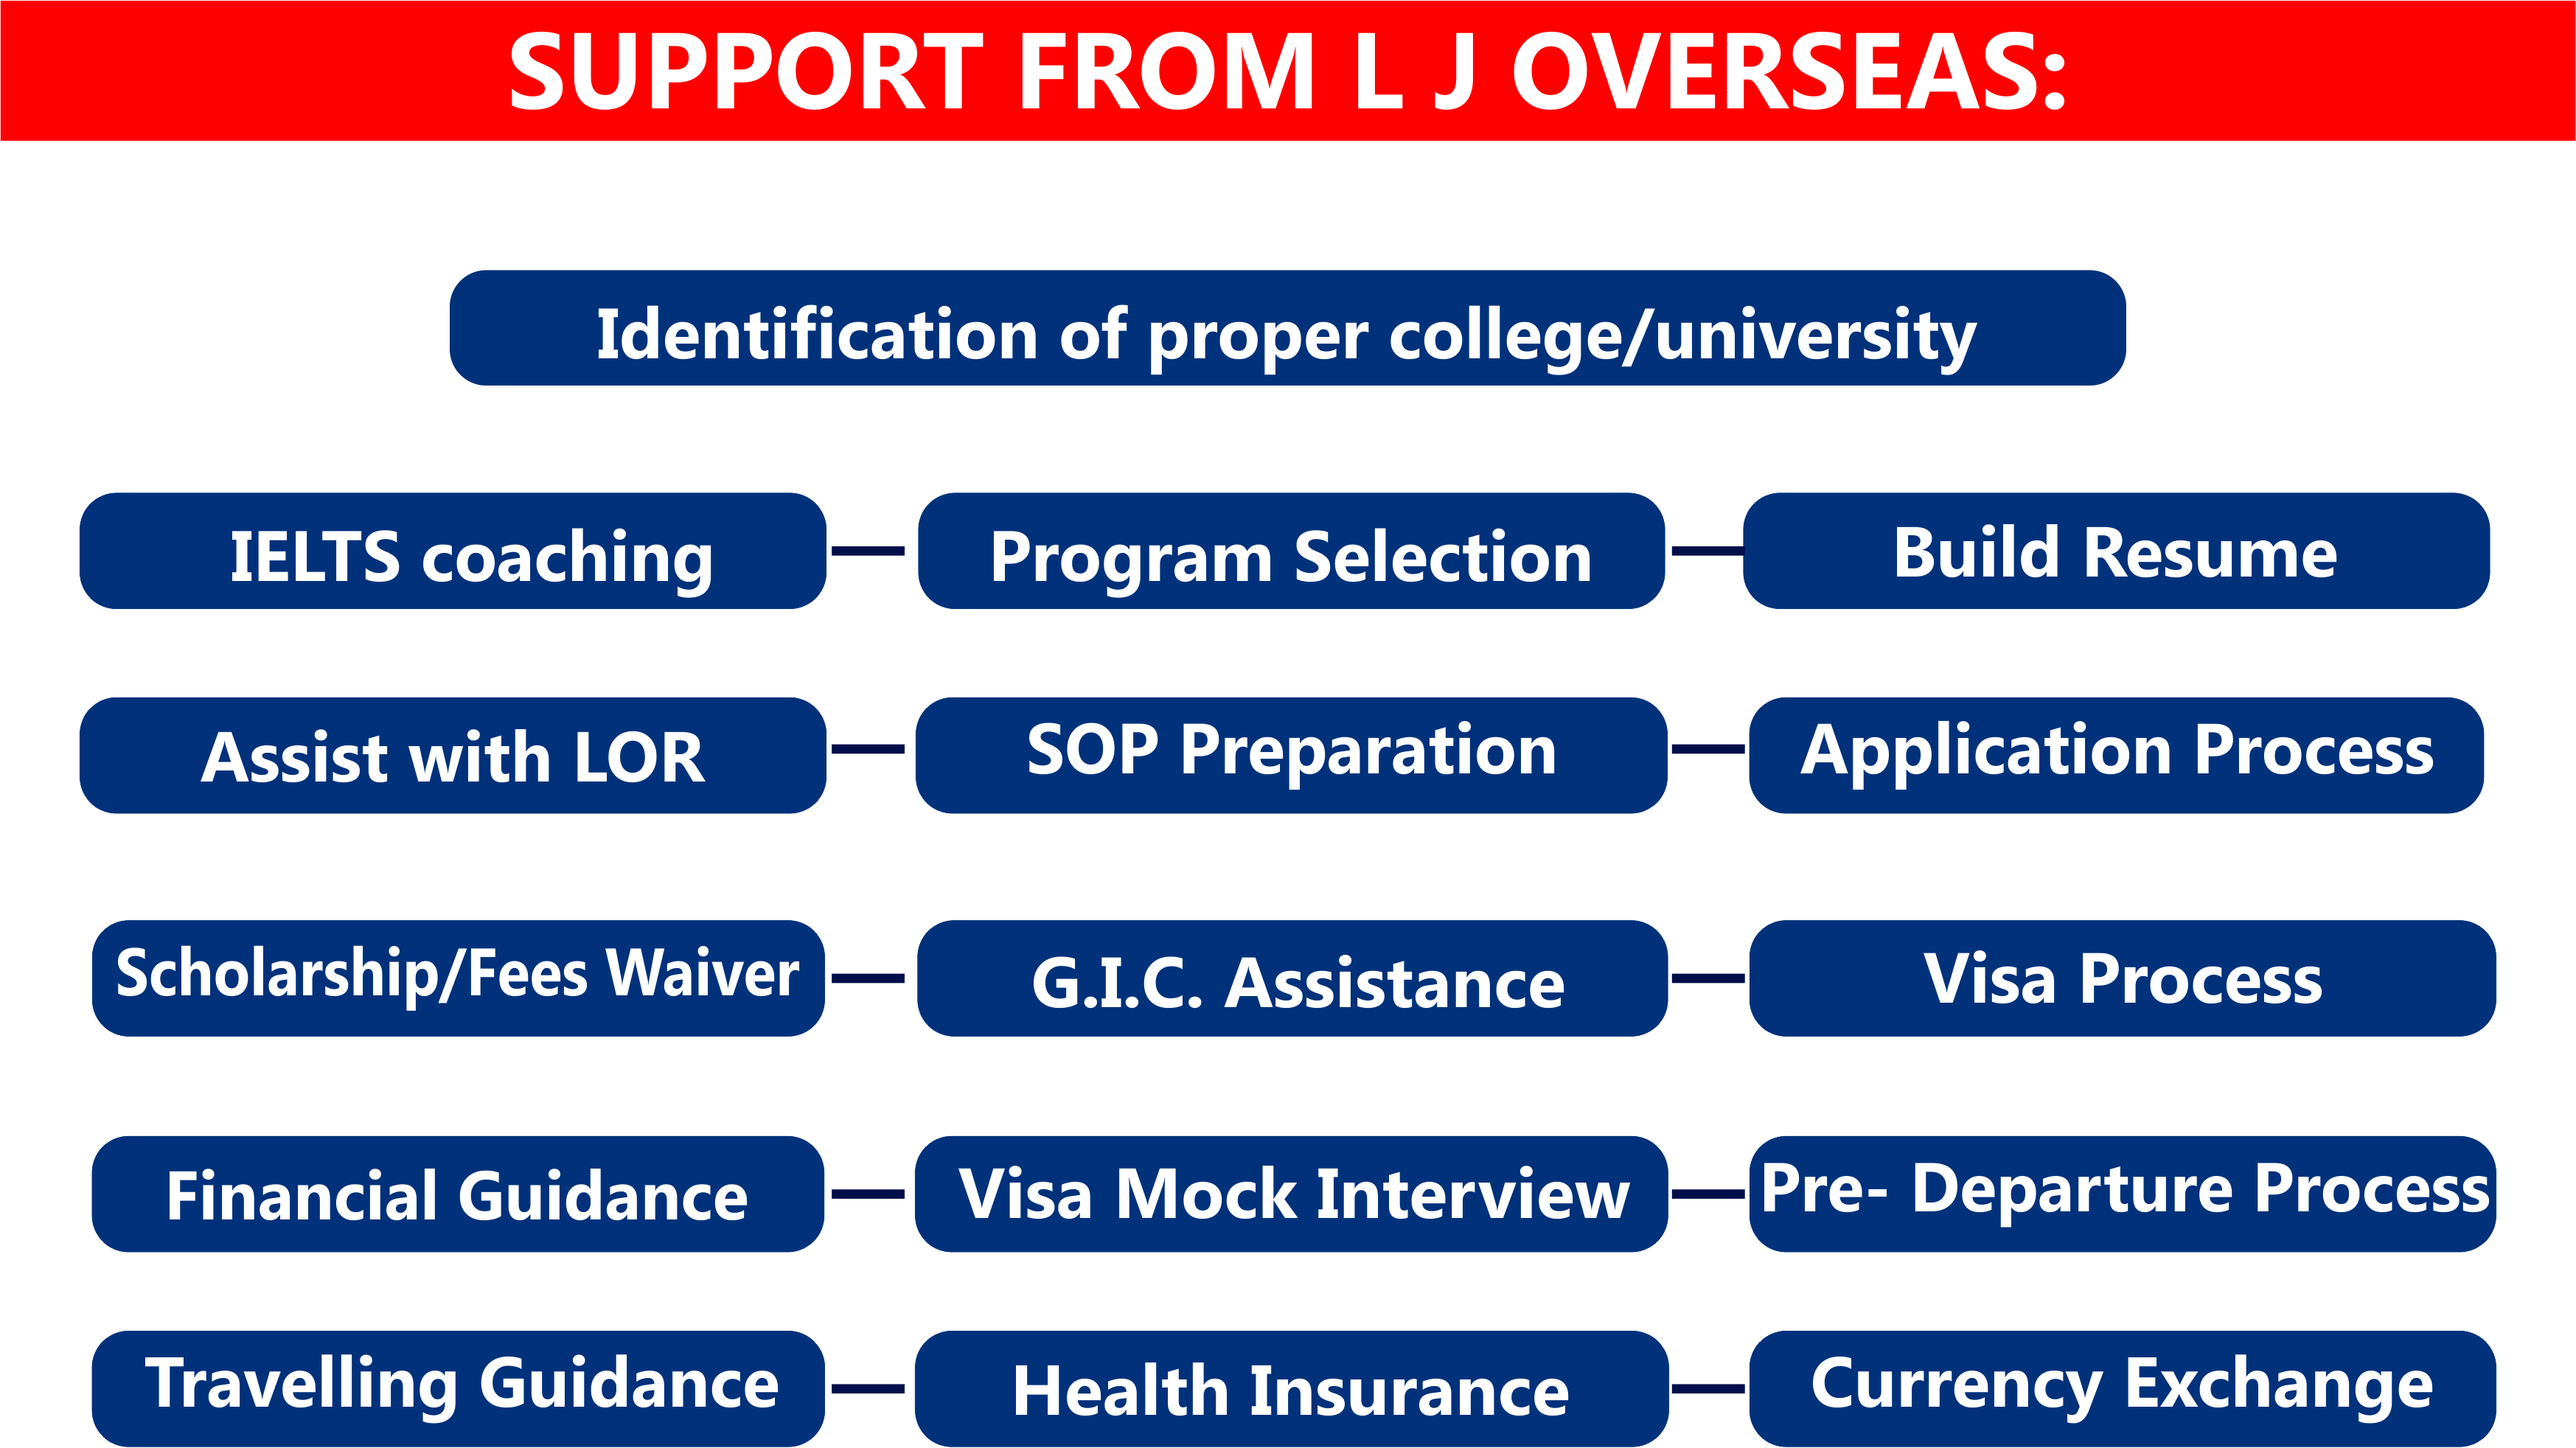 SUPPORT FROM L J OVERSEAS:
Identification of proper college/university
IELTS coaching
Program Selection
Build Resume
Assist with LOR
SOP Preparation
Application Process
Scholarship/Fees Waiver
G.I.C. Assistance
Visa Process
Financial Guidance
Visa Mock Interview
Pre- Departure Process
Travelling Guidance
Health Insurance
Currency Exchange